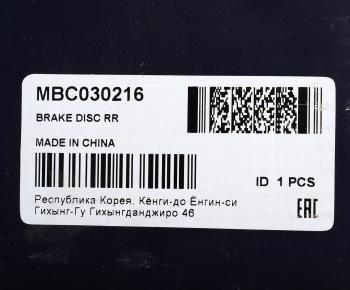 MBC030216
BRAKE DISC RR
MADE IN CHINA
ID 1 PCS
Республика Корея. Кёнги-до Ёнгин-си
Гихынг-Гу Гихынгданджиро 46
EAC